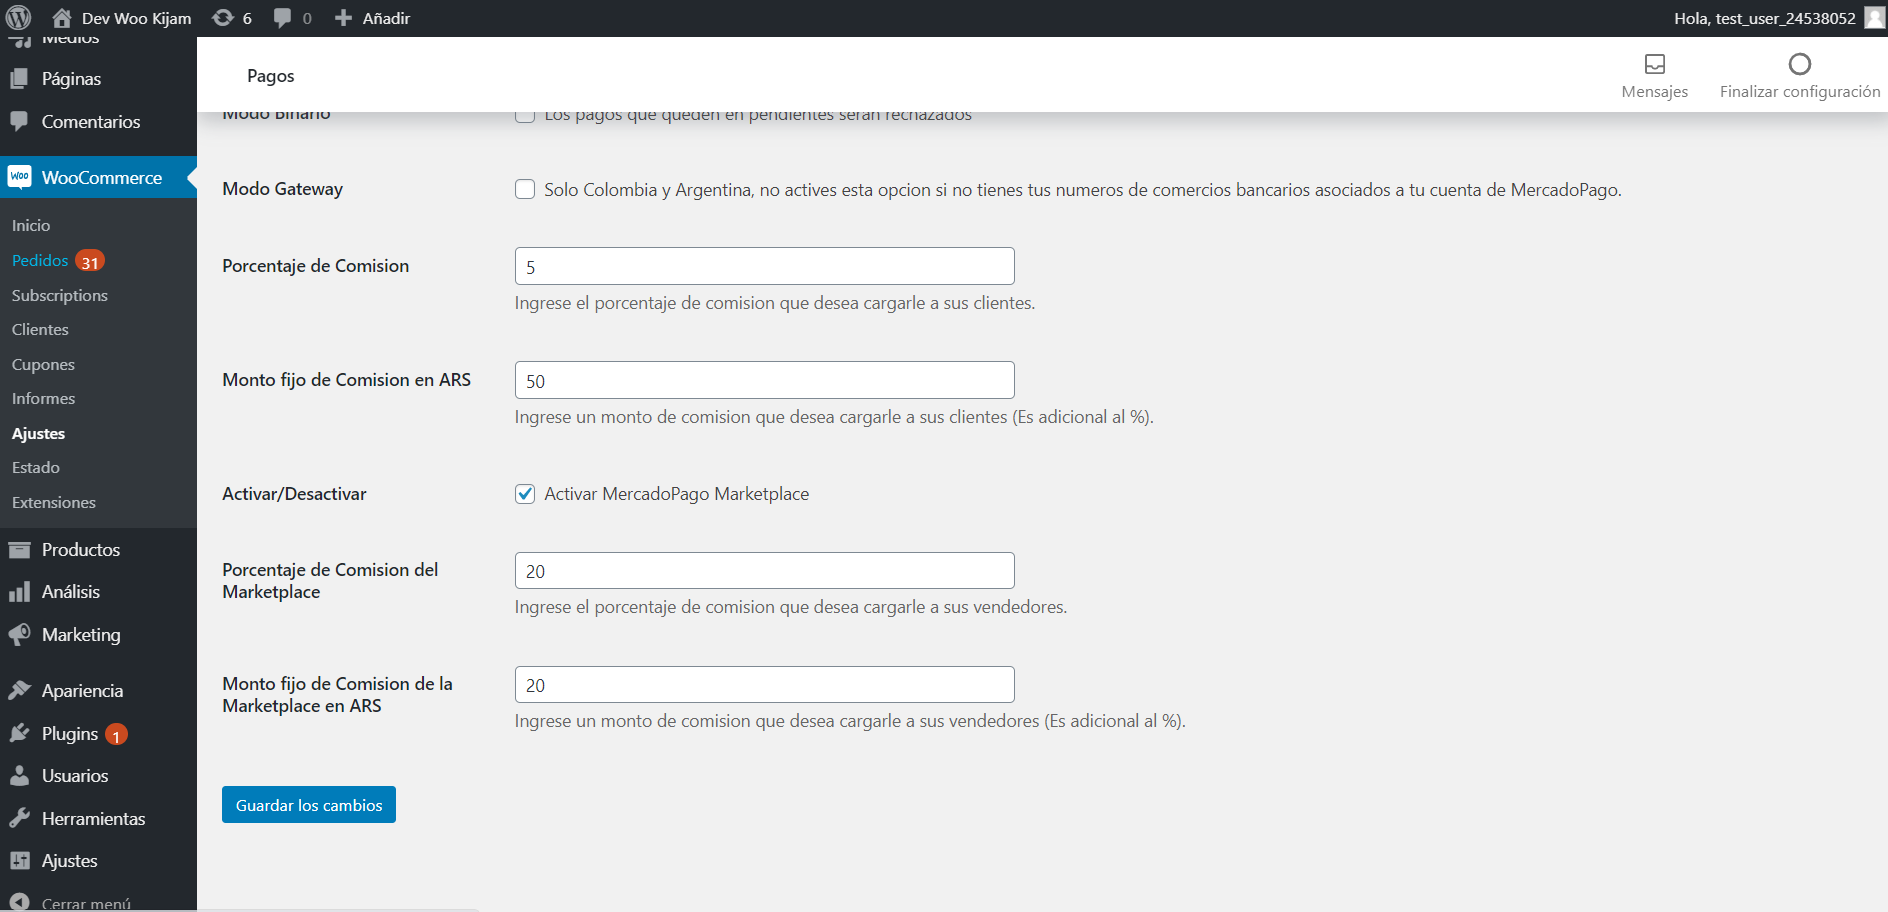 Dev Woo Kijam
6
0
Añadir
Hola, test_user_24538052
Medios
Páginas
Comentarios
WOO
WooCommerce
Inicio
Pedidos 31
Subscriptions
Clientes
Cupones
Informes
Ajustes
Estado
Extensiones
Productos
Análisis
Marketing
Apariencia
Plugins 1
Usuarios
Herramientas
Ajustes
Cerrar menú
Pagos
Mensajes
Finalizar configuración
Modo Binario
Los pagos que queden en pendientes serán rechazados
Modo Gateway
Solo Colombia y Argentina, no actives esta opcion si no tienes tus numeros de comercios bancarios asociados a tu cuenta de MercadoPago.
Porcentaje de Comision
5
Ingrese el porcentaje de comision que desea cargarle a sus clientes.
Monto fijo de Comision en ARS
50
Ingrese un monto de comision que desea cargarle a sus clientes (Es adicional al %).
Activar/Desactivar
Activar MercadoPago Marketplace
Porcentaje de Comision del
Marketplace
20
Ingrese el porcentaje de comision que desea cargarle a sus vendedores.
Monto fijo de Comision de la
Marketplace en ARS
20
Ingrese un monto de comision que desea cargarle a sus vendedores (Es adicional al %).
Guardar los cambios